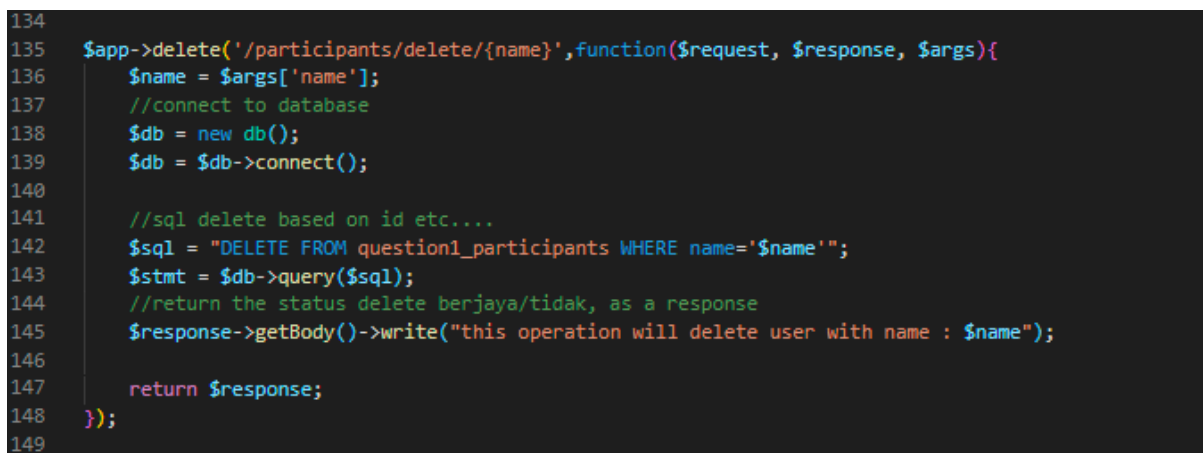 134
135 $app->delete('/participants/delete/{name}',function($request, $response, $args){
136 $name = $args['name'];
137 //connect to database
138 $db = new db();
139 $db = $db->connect();
140
141 //sql delete based on id etc....
142 $sql = "DELETE FROM question1_participants WHERE name='$name'";
143 $stmt = $db->query($sql);
144 //return the status delete berjaya/tidak, as a response
145 $response->getBody()->write("this operation will delete user with name : $name");
146
147 return $response;
148 });
149